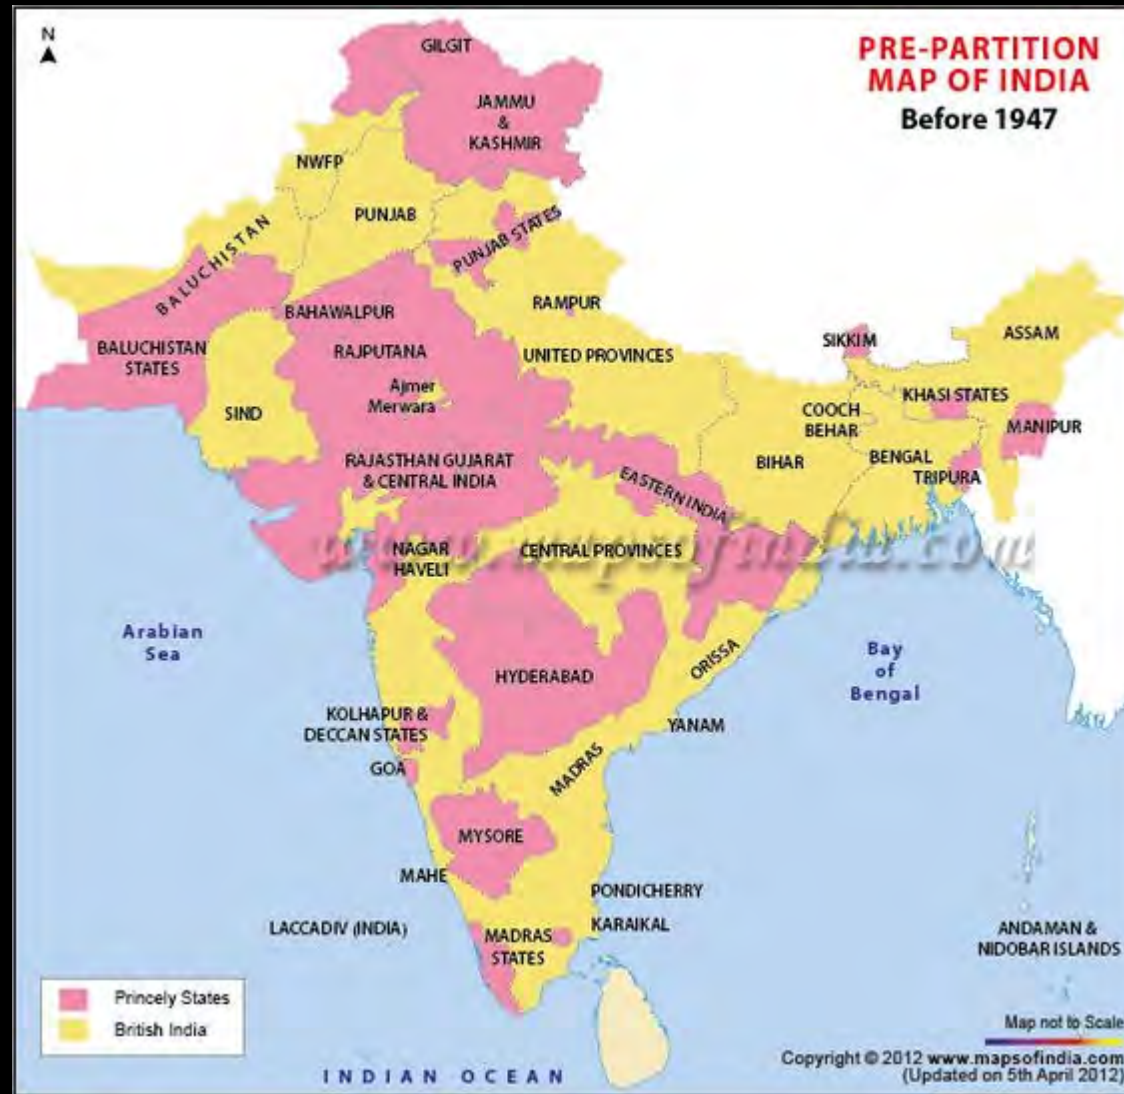 N
PRE-PARTITION
MAP OF INDIA
Before 1947
GILGIT
JAMMU
&
KASHMIR
NWFP
PUNJAB
PUNJAB STATES
BALUCHISTAN
BAHAWALPUR
RAMPUR
BALUCHISTAN
STATES
RAJPUTANA
UNITED PROVINCES
SIKKIM
ASSAM
Ajmer
Merwara
SIND
KHASI STATES
COOCH
BEHAR
MANIPUR
RAJASTHAN GUJARAT
& CENTRAL INDIA
EASTERN INDIA
BIHAR
BENGAL
TRIPURA
www.mapsofindia.com
NAGAR
HAVELI
CENTRAL PROVINCES
Arabian
Sea
HYDERABAD
ORISSA
Bay
of
Bengal
KOLHAPUR &
DECCAN STATES
YANAM
GOA
MADRAS
MYSORE
MAHE
PONDICHERRY
LACCADIV (INDIA)
KARAIKAL
MADRAS
STATES
ANDAMAN &
NIDOBAR ISLANDS
Princely States
British India
Map not to Scale
Copyright © 2012 www.mapsofindia.com
(Updated on 5th April 2012)
INDIAN OCEAN